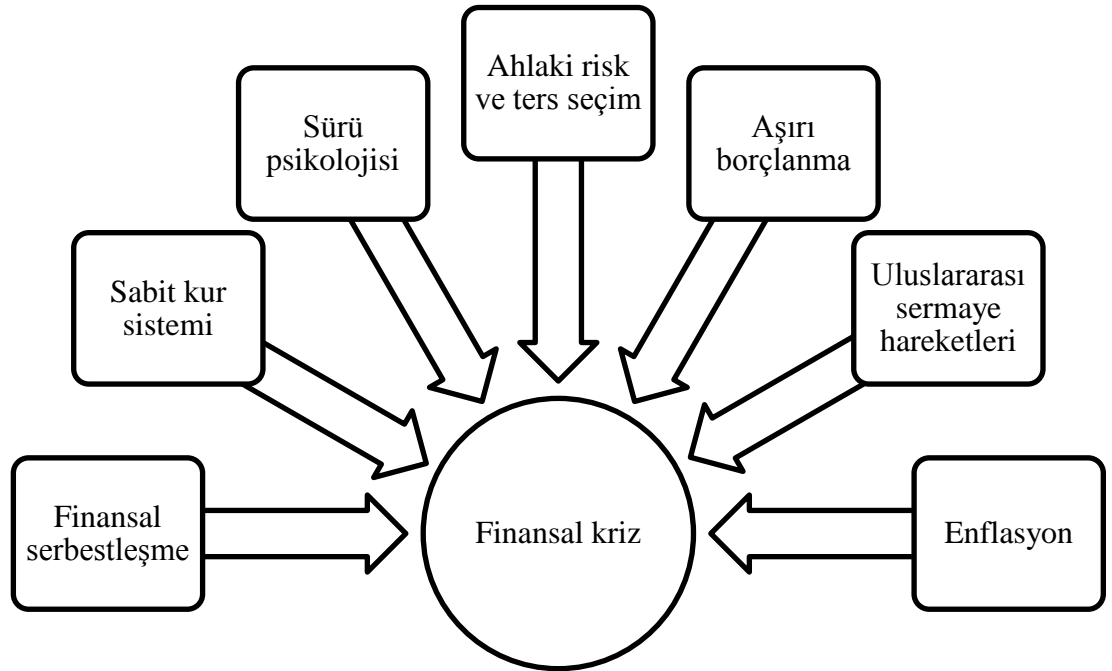 Ahlaki risk
ve ters seçim
Sürü
psikolojisi
Aşırı
borçlanma
Sabit kur
sistemi
Uluslararası
sermaye
hareketleri
Finansal
serbestleşme
Finansal kriz
Enflasyon